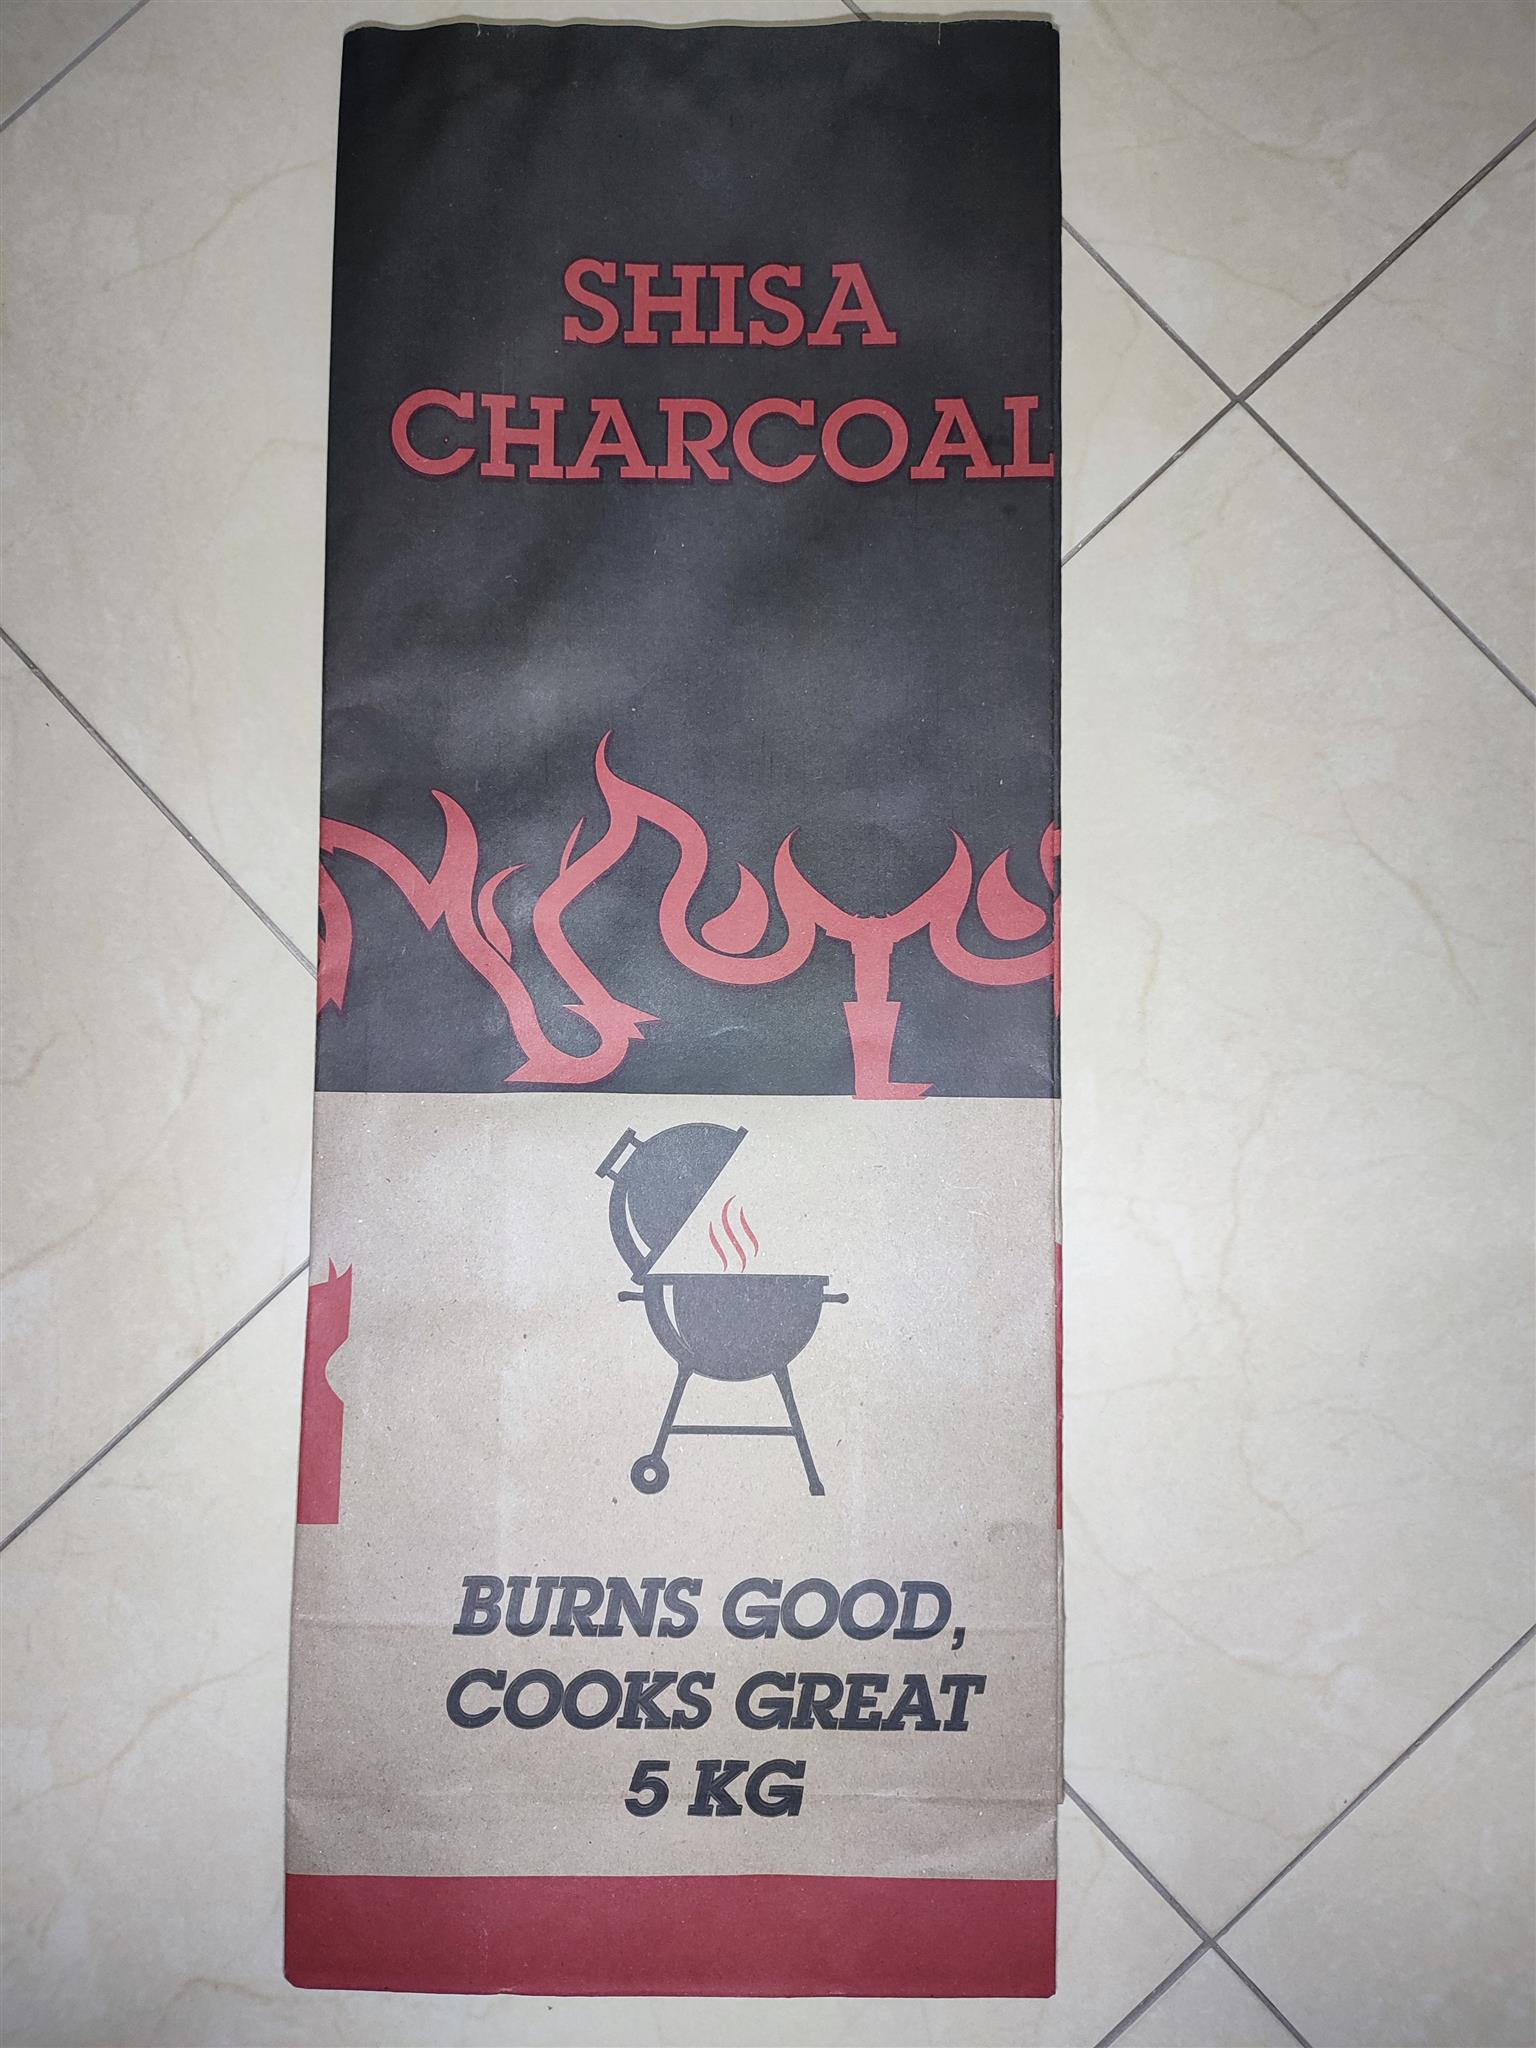 SHISA
CHARCOAL
BURNS GOOD,
COOKS GREAT
5 KG